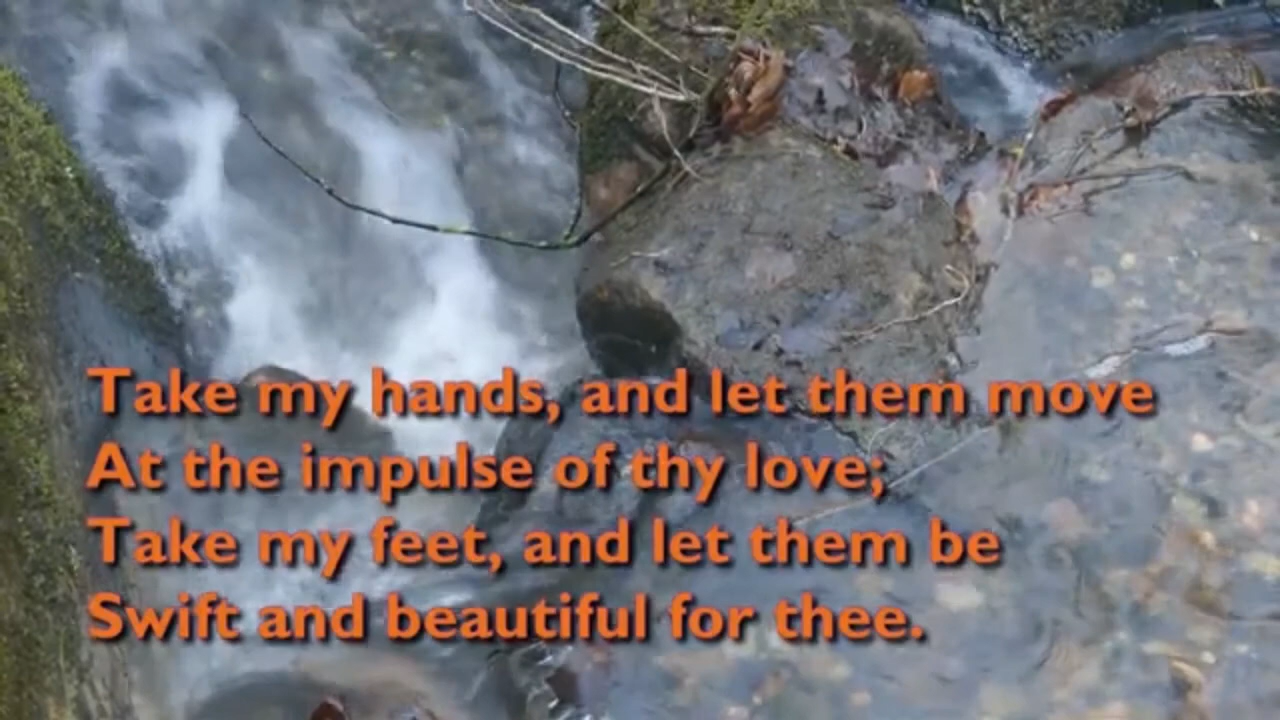 Take my hands, and let them move
At the impulse of thy love;
Take my feet, and let them be
Swift and beautiful for thee.